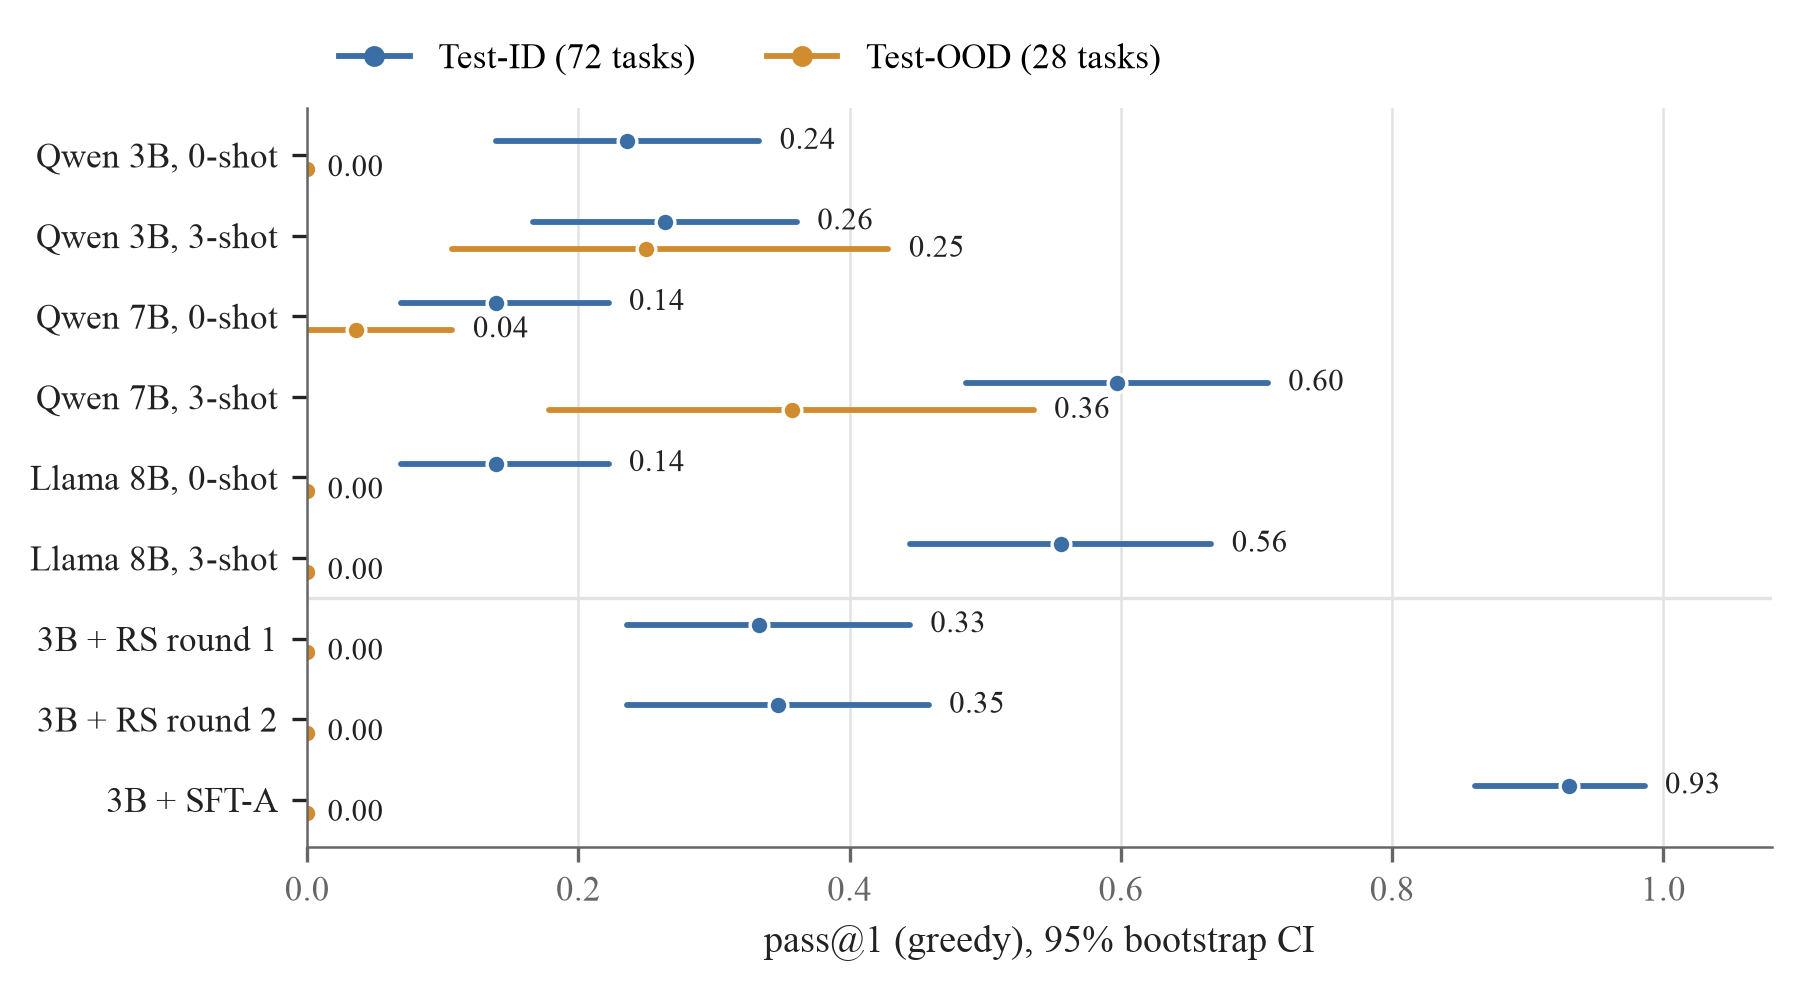 Test-ID (72 tasks) Test-OOD (28 tasks)
Qwen 3B, 0-shot 0.24
0.00
Qwen 3B, 3-shot 0.26
0.25
Qwen 7B, 0-shot 0.14
0.04
Qwen 7B, 3-shot 0.60
0.36
Llama 8B, 0-shot 0.14
0.00
Llama 8B, 3-shot 0.56
0.00
3B + RS round 1 0.33
0.00
3B + RS round 2 0.35
0.00
3B + SFT-A 0.93
0.00
0.0 0.2 0.4 0.6 0.8 1.0
pass@1 (greedy), 95% bootstrap CI